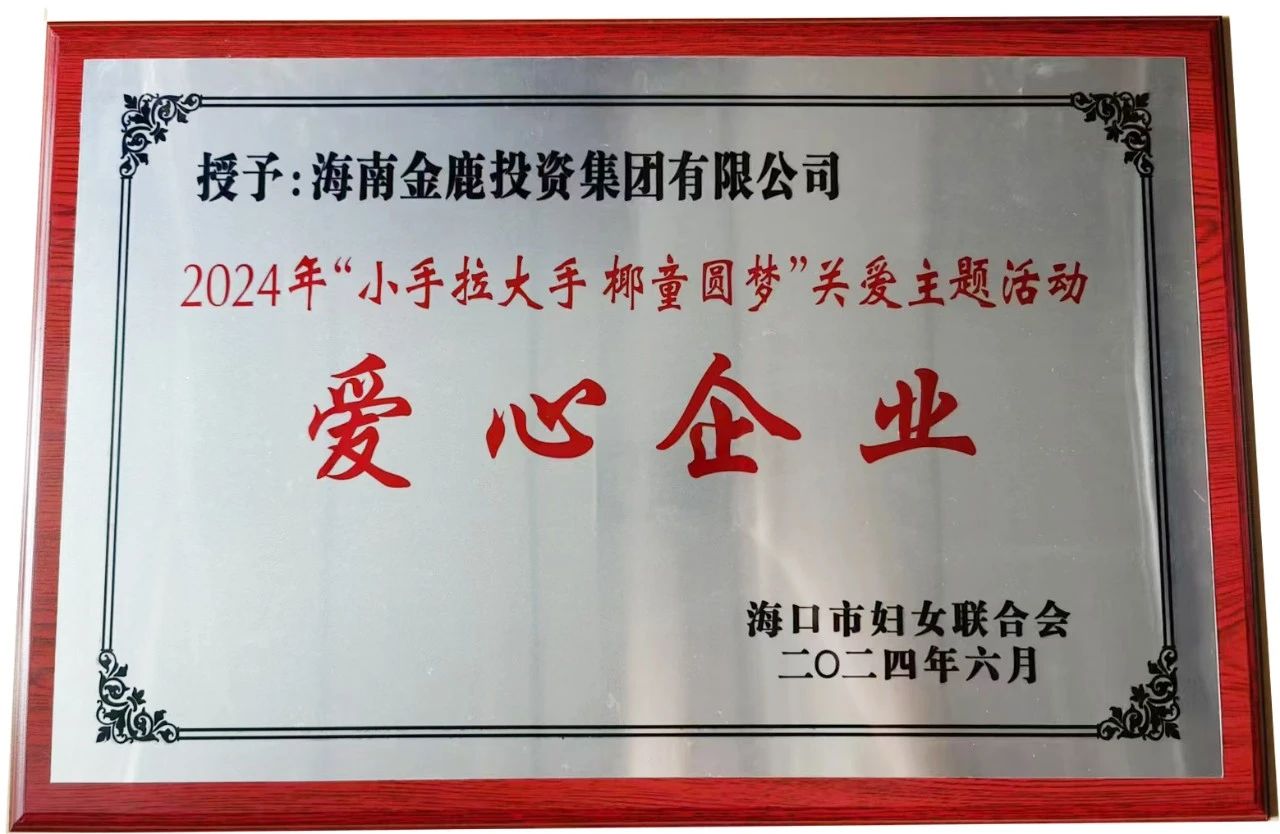 授予:海南金鹿投资集团有限公司
2024年“小手拉大手 椰童圆梦”关爱主题活动
爱心企业
海口市妇女联合会
二〇二四年六月